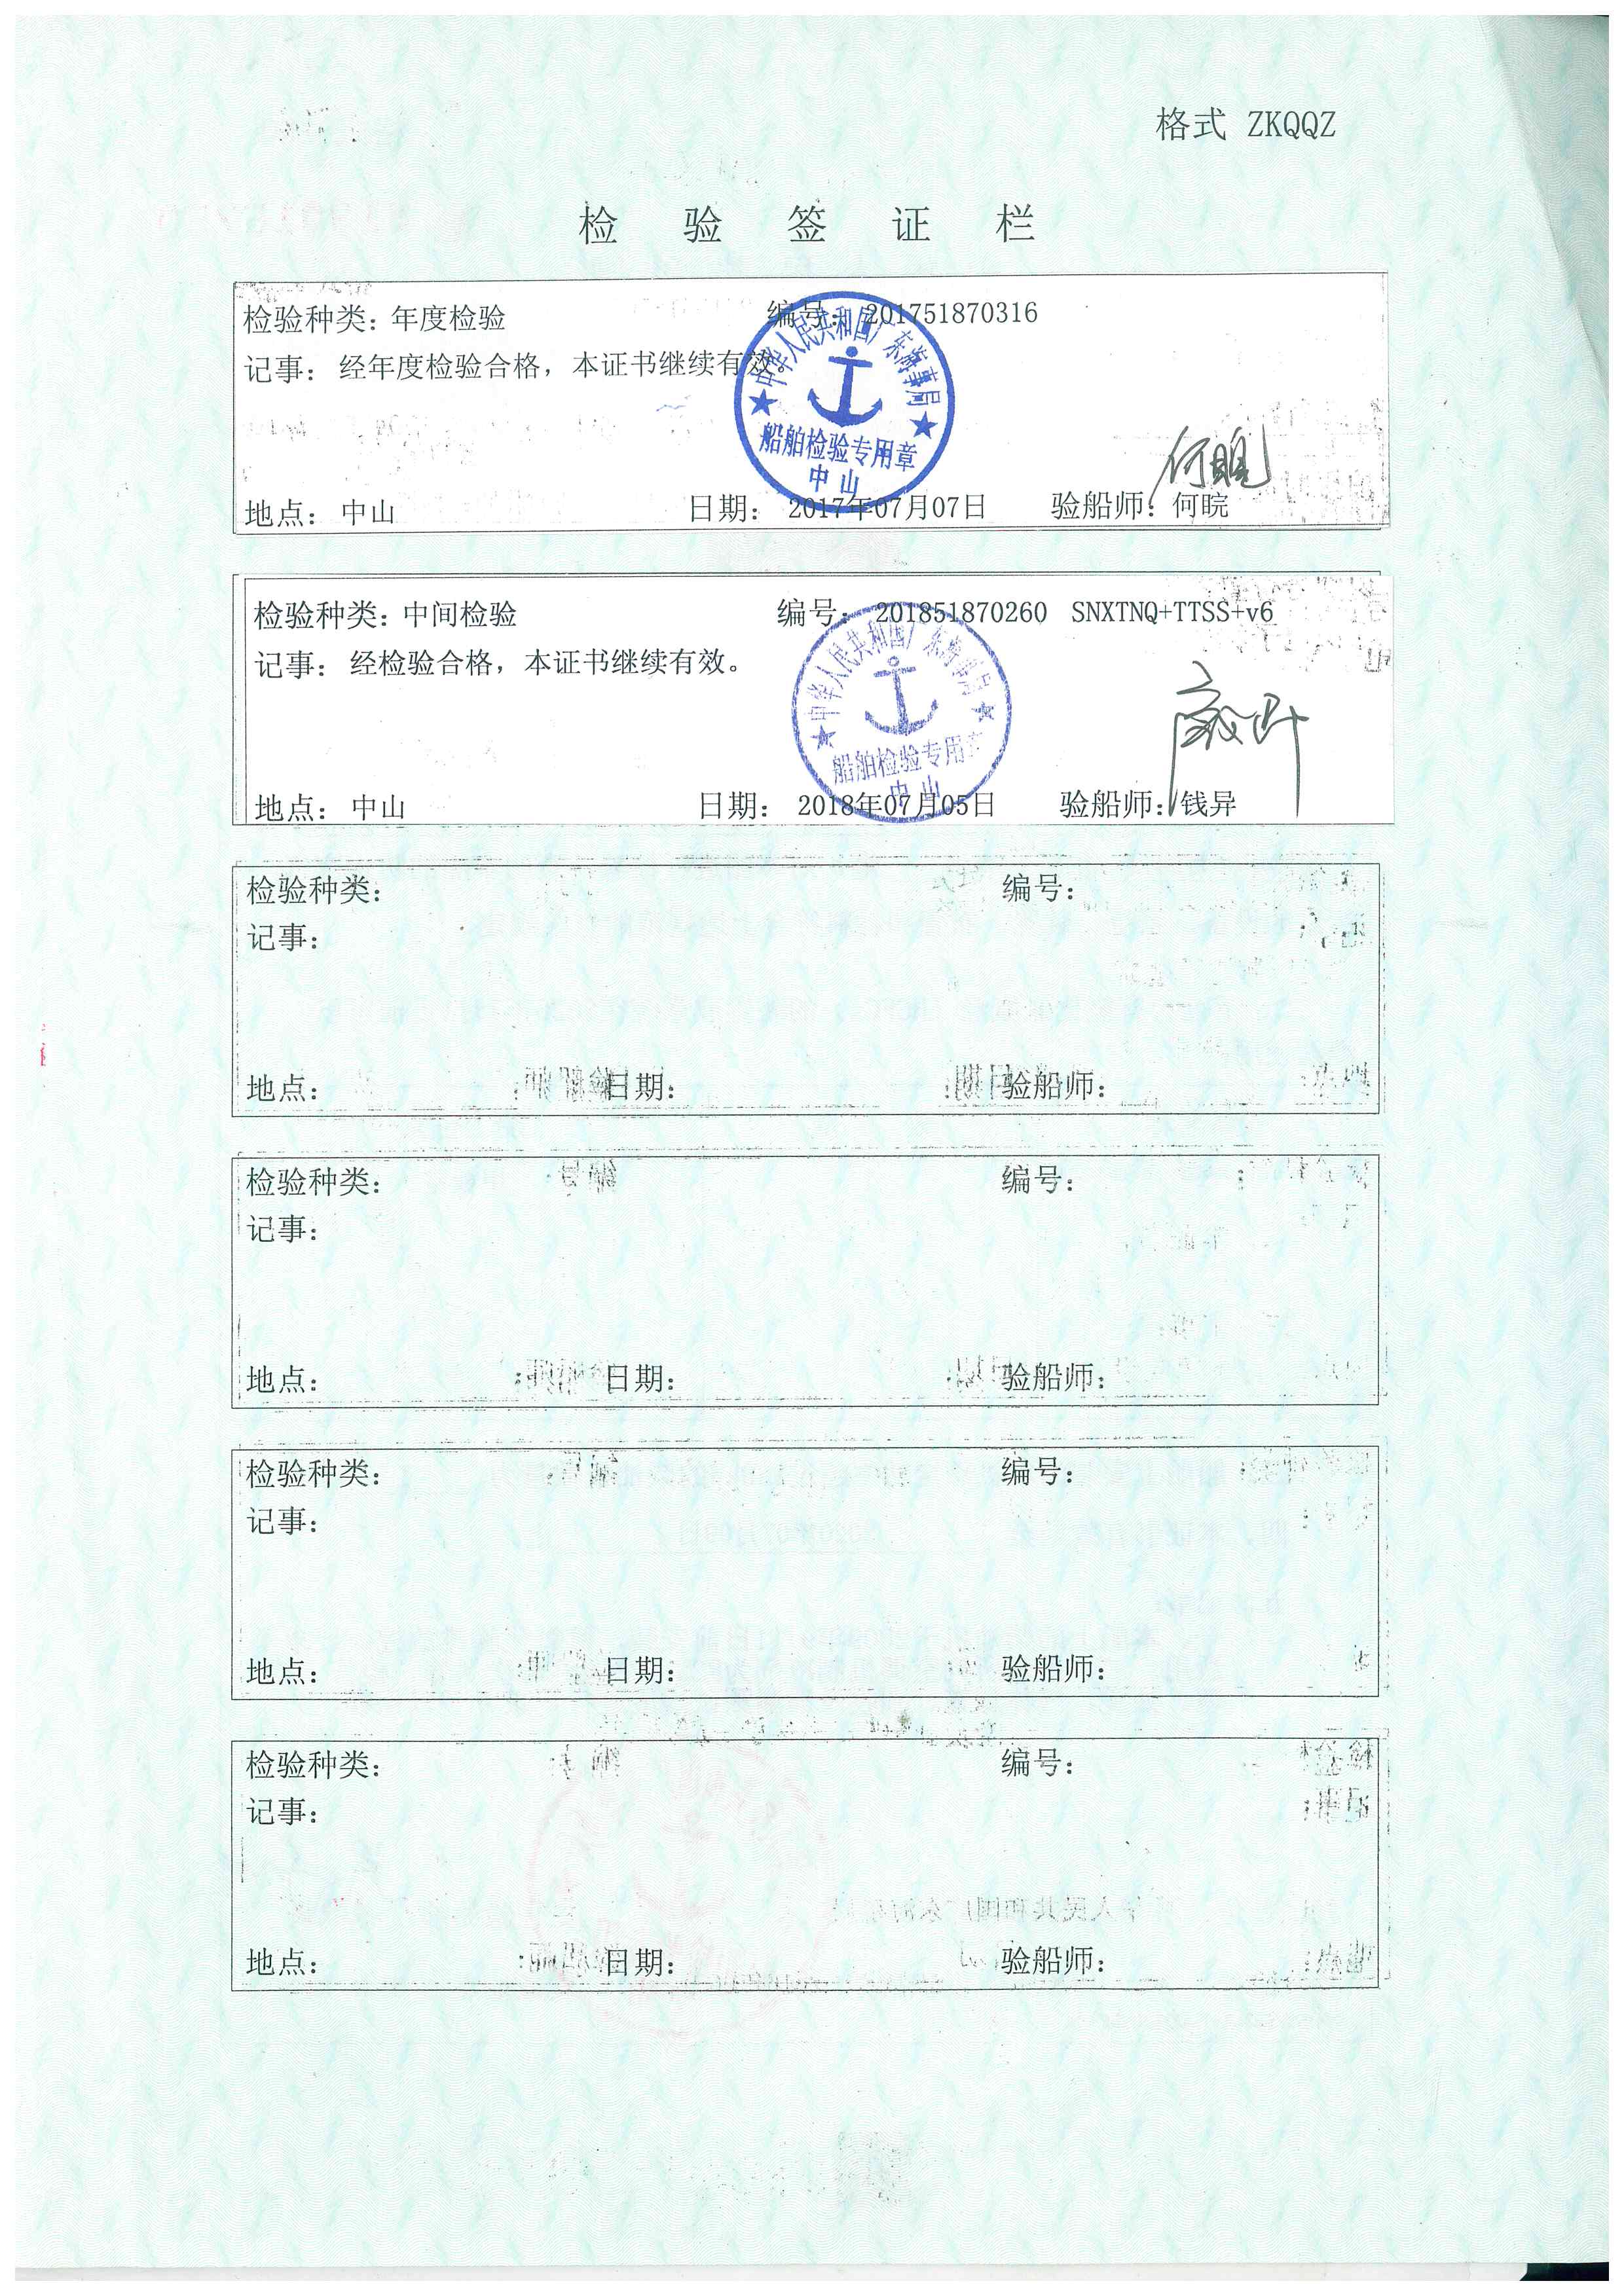 格式 ZKQQZ
检 验 签 证 栏
检验种类：年度检验 编号：201751870316
记事：经年度检验合格，本证书继续有效。
中华人民共和国广东海事局
船舶检验专用章
中山
地点：中山 日期：2017年07月07日 验船师：何睆
检验种类：中间检验 编号：201851870260 SNXTNQ+TTSS+v6
记事：经检验合格，本证书继续有效。
中华人民共和国广东海事局
船舶检验专用章
中山
地点：中山 日期：2018年07月05日 验船师：钱异
检验种类： 编号：
记事：
地点： 日期： 验船师：
检验种类： 编号：
记事：
地点： 日期： 验船师：
检验种类： 编号：
记事：
地点： 日期： 验船师：
检验种类： 编号：
记事：
地点： 日期： 验船师：